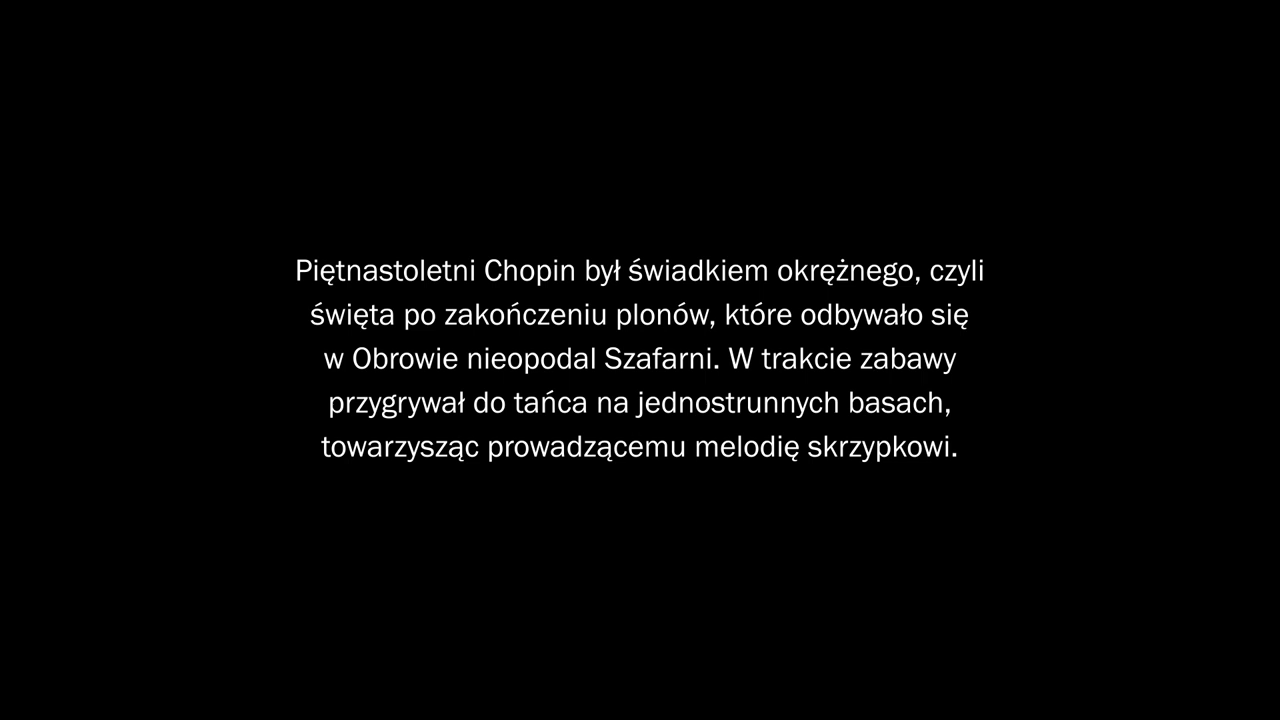 Piętnastoletni Chopin był świadkiem okrężnego, czyli
święta po zakończeniu plonów, które odbywało się
w Obrowie nieopodal Szafarni. W trakcie zabawy
przygrywał do tańca na jednostrunnych basach,
towarzysząc prowadzącemu melodię skrzypkowi.